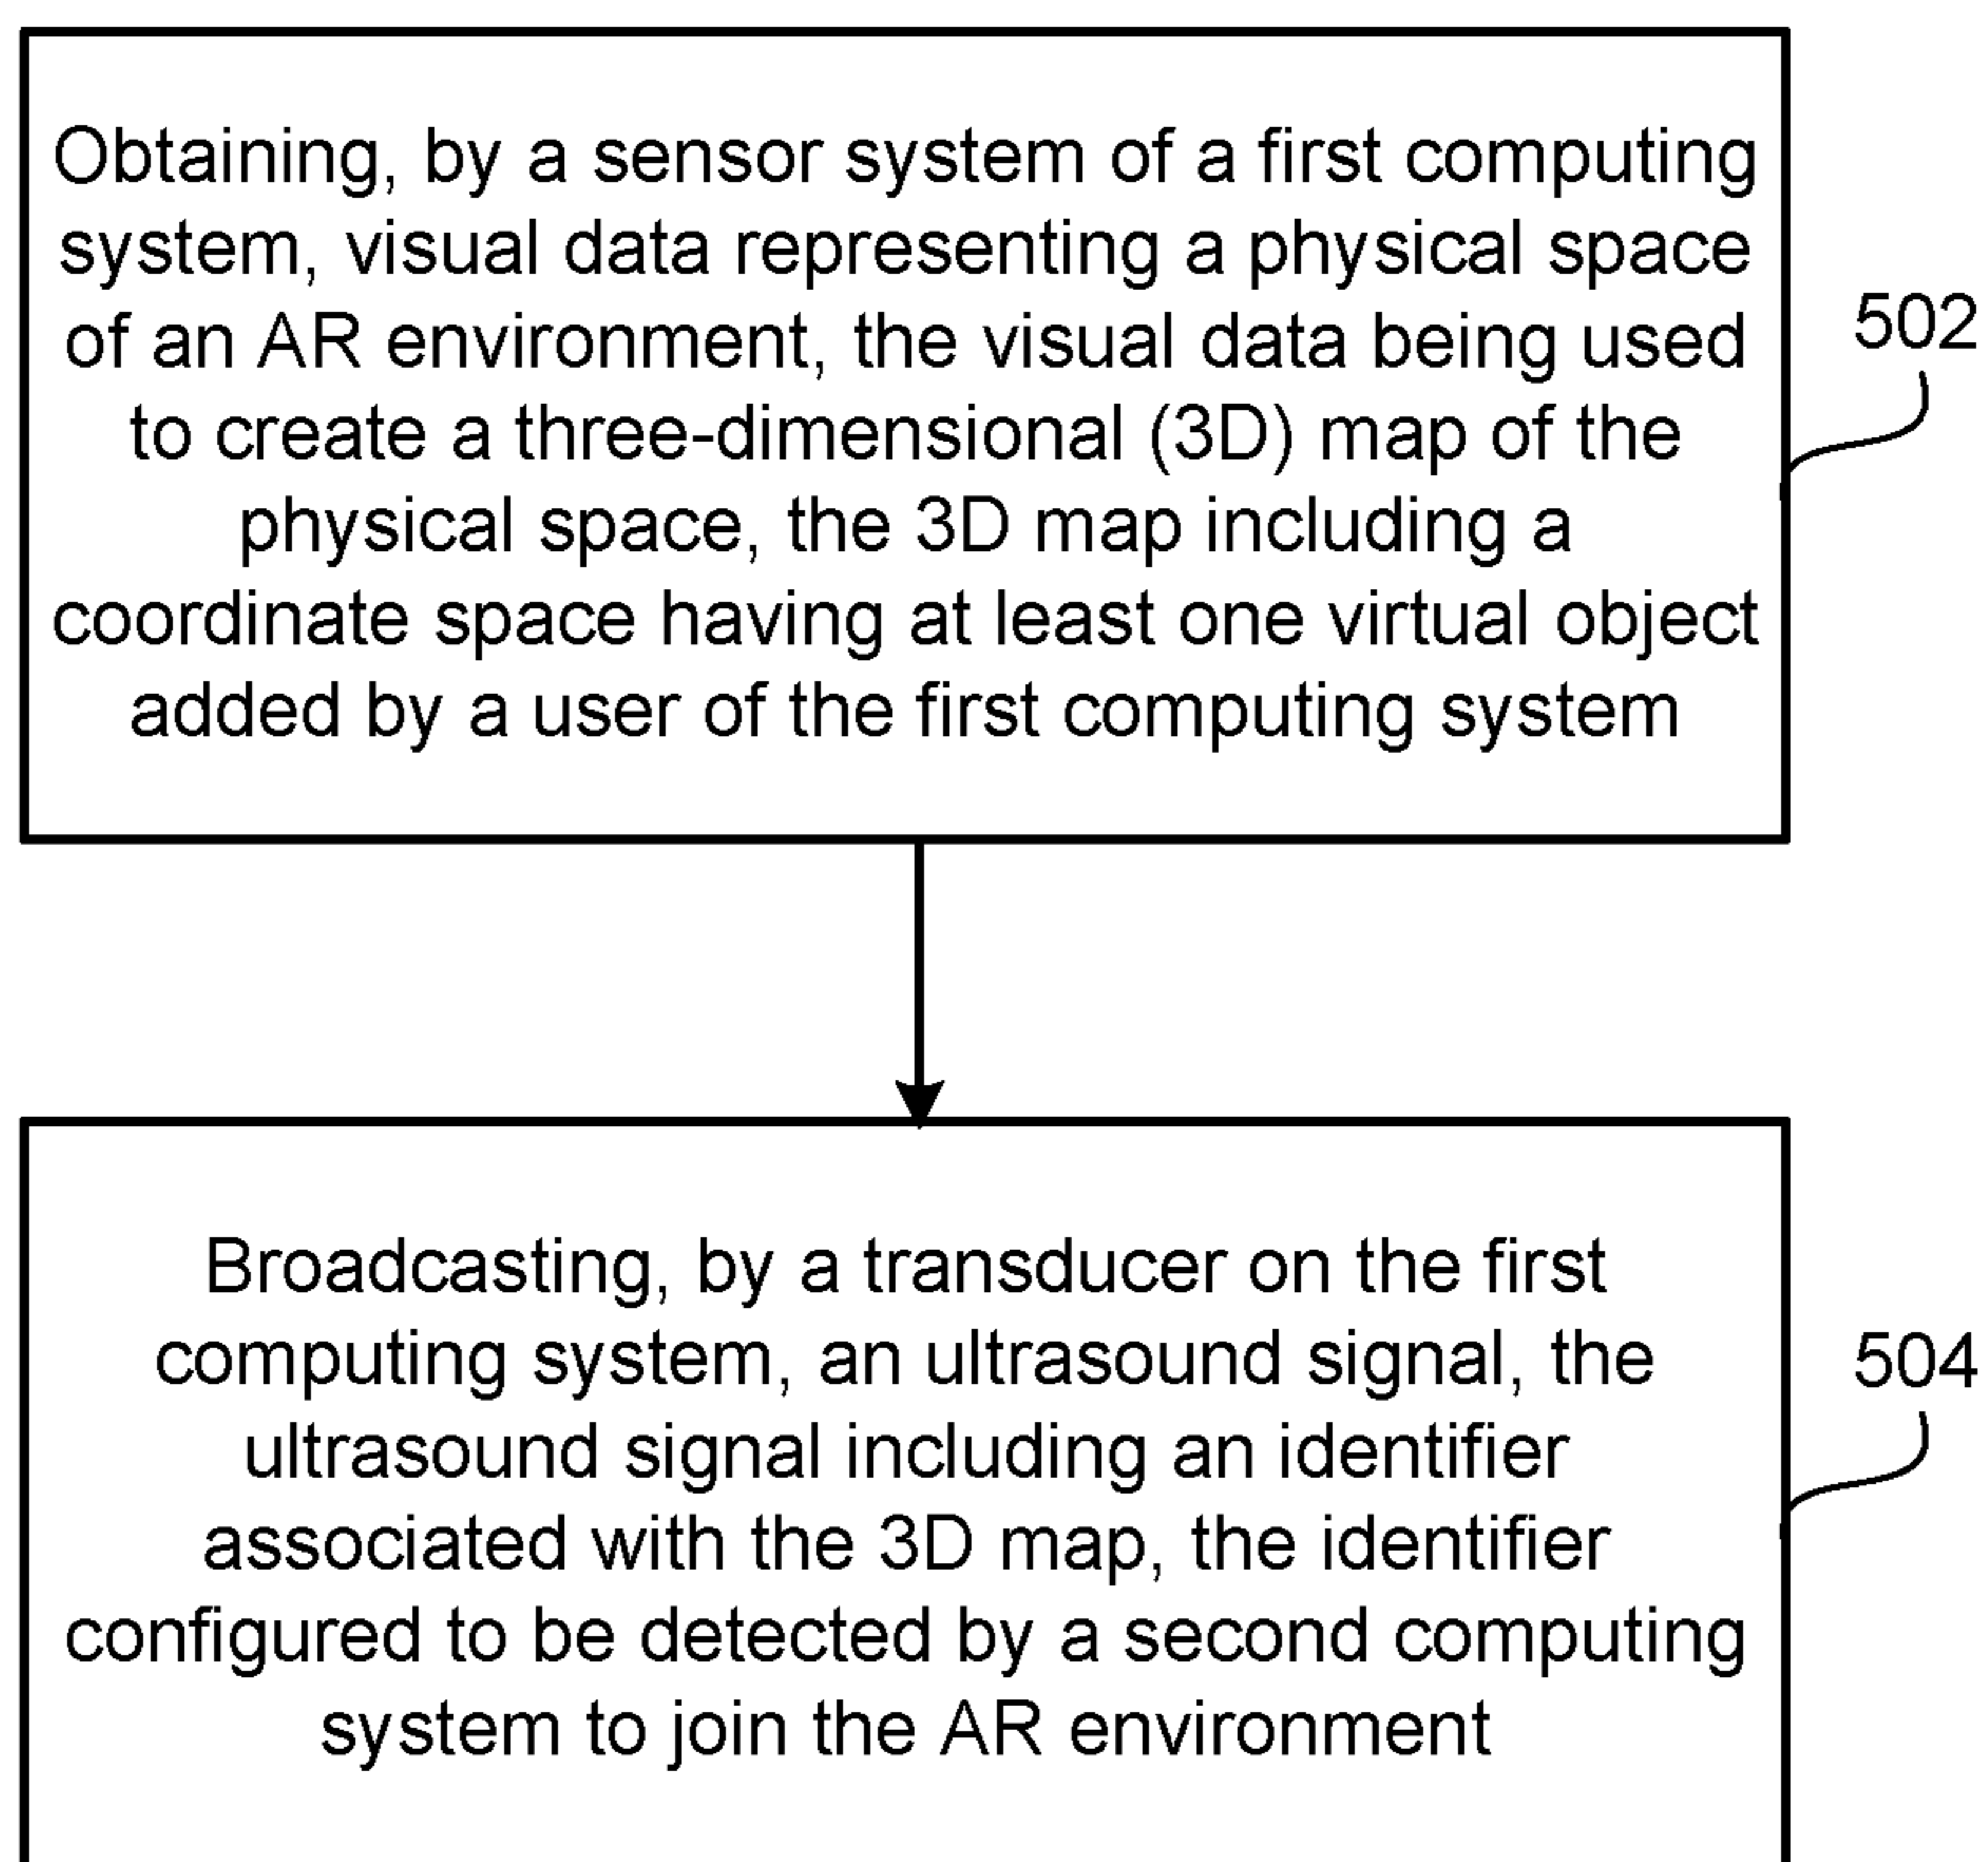 Obtaining, by a sensor system of a first computing
system, visual data representing a physical space
of an AR environment, the visual data being used
to create a three-dimensional (3D) map of the
physical space, the 3D map including a
coordinate space having at least one virtual object
added by a user of the first computing system
502
Broadcasting, by a transducer on the first
computing system, an ultrasound signal, the
ultrasound signal including an identifier
associated with the 3D map, the identifier
configured to be detected by a second computing
system to join the AR environment
504